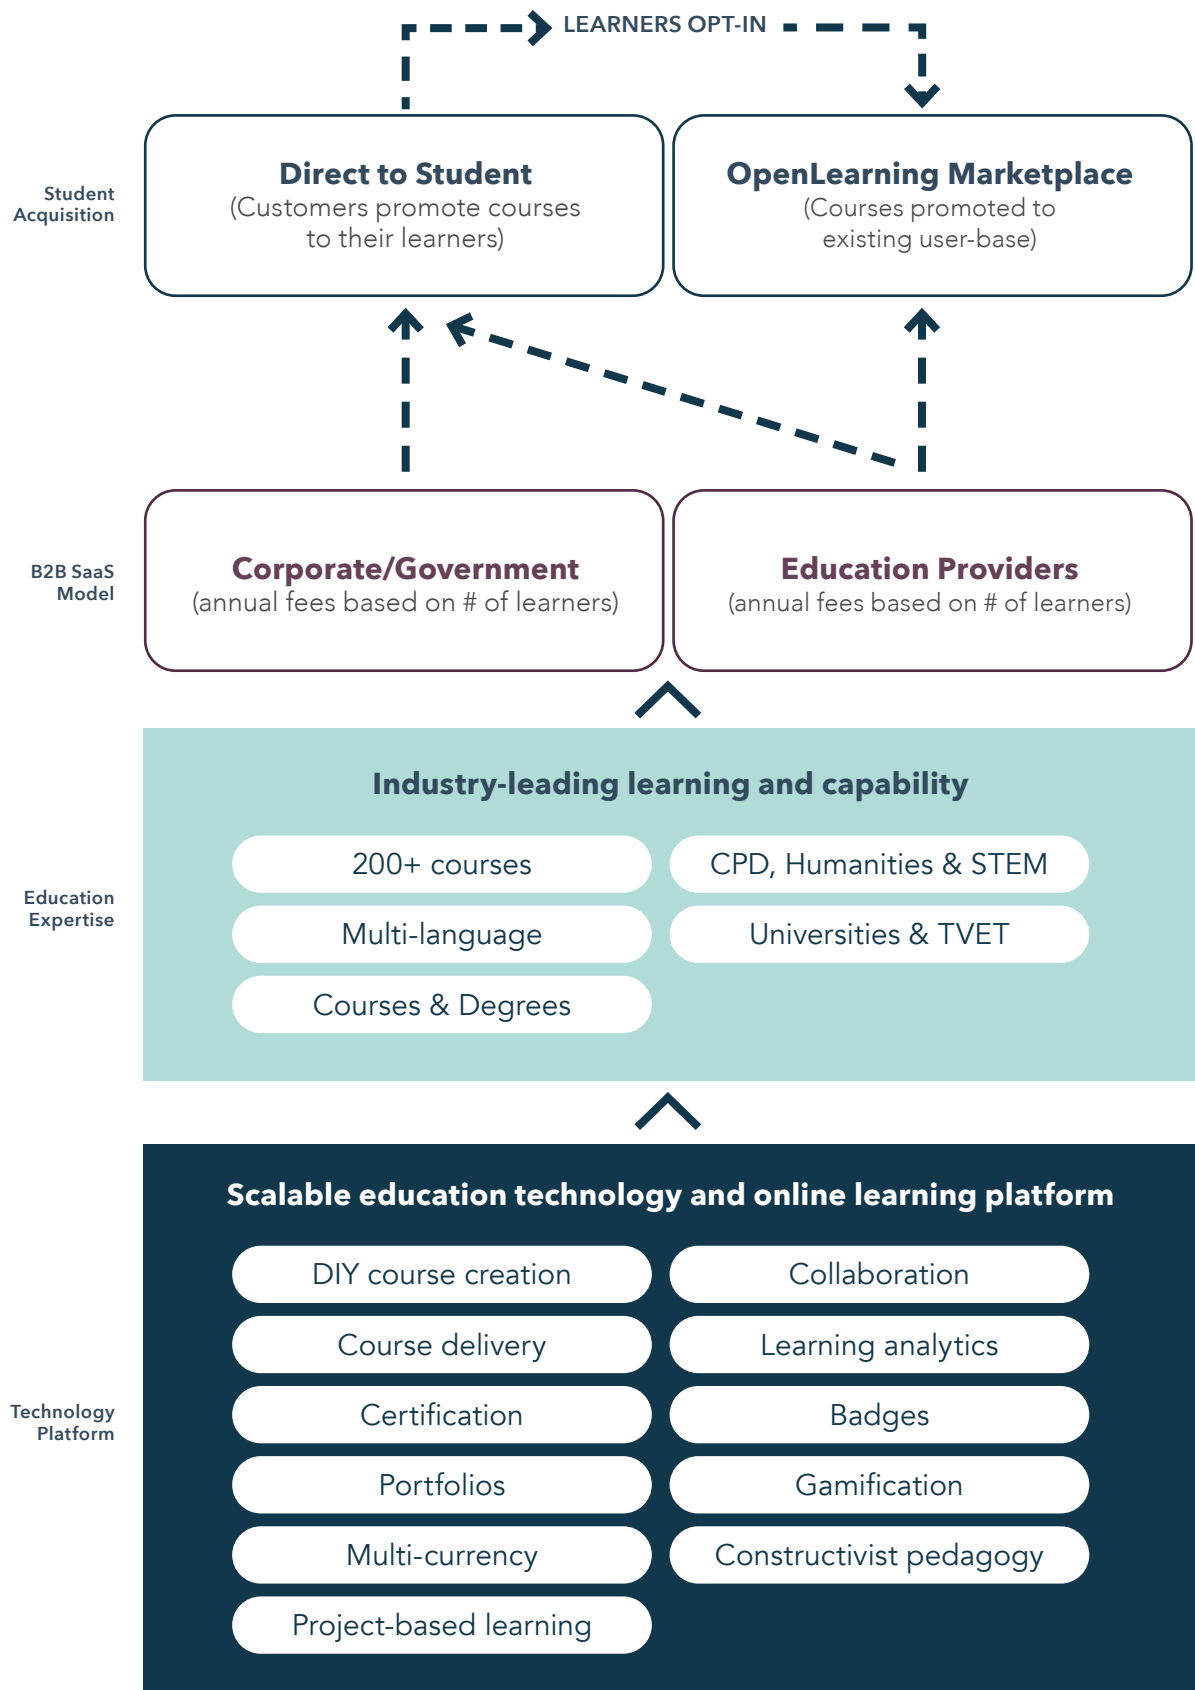 LEARNERS OPT-IN
Student
Acquisition
Direct to Student
(Customers promote courses
to their learners)
OpenLearning Marketplace
(Courses promoted to
existing user-base)
B2B SaaS
Model
Corporate/Government
(annual fees based on # of learners)
Education Providers
(annual fees based on # of learners)
Education
Expertise
Industry-leading learning and capability
200+ courses
CPD, Humanities & STEM
Multi-language
Universities & TVET
Courses & Degrees
Technology
Platform
Scalable education technology and online learning platform
DIY course creation
Collaboration
Course delivery
Learning analytics
Certification
Badges
Portfolios
Gamification
Multi-currency
Constructivist pedagogy
Project-based learning